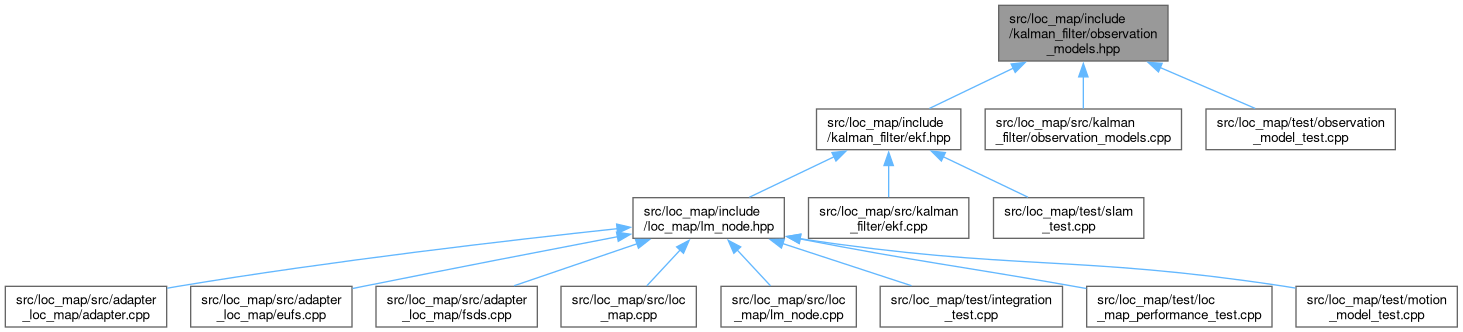 src/loc_map/include
/kalman_filter/observation
_models.hpp
src/loc_map/include
/kalman_filter/ekf.hpp
src/loc_map/src/kalman
_filter/observation_models.cpp
src/loc_map/test/observation
_model_test.cpp
src/loc_map/include
/loc_map/lm_node.hpp
src/loc_map/src/kalman
_filter/ekf.cpp
src/loc_map/test/slam
_test.cpp
src/loc_map/src/adapter
_loc_map/adapter.cpp
src/loc_map/src/adapter
_loc_map/eufs.cpp
src/loc_map/src/adapter
_loc_map/fsds.cpp
src/loc_map/src/loc
_map.cpp
src/loc_map/src/loc
_map/lm_node.cpp
src/loc_map/test/integration
_test.cpp
src/loc_map/test/loc
_map_performance_test.cpp
src/loc_map/test/motion
_model_test.cpp